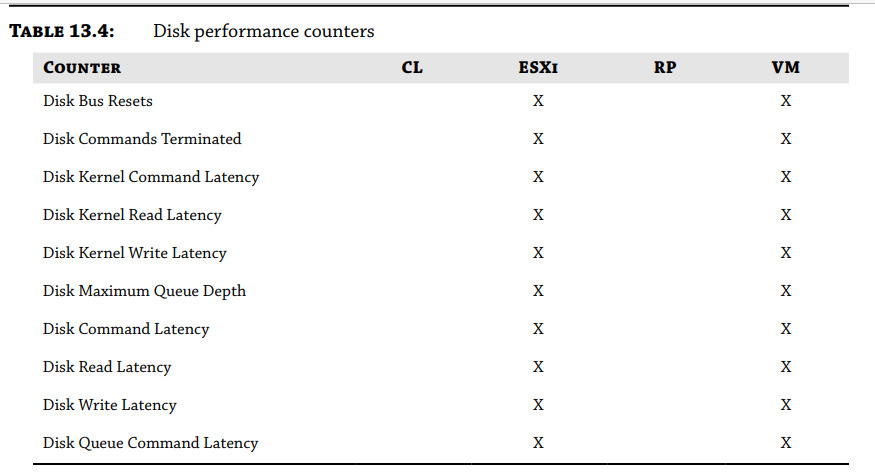 TABLE 13.4: Disk performance counters
COUNTER CL ESXI RP VM
Disk Bus Resets X X
Disk Commands Terminated X X
Disk Kernel Command Latency X X
Disk Kernel Read Latency X X
Disk Kernel Write Latency X X
Disk Maximum Queue Depth X X
Disk Command Latency X X
Disk Read Latency X X
Disk Write Latency X X
Disk Queue Command Latency X X